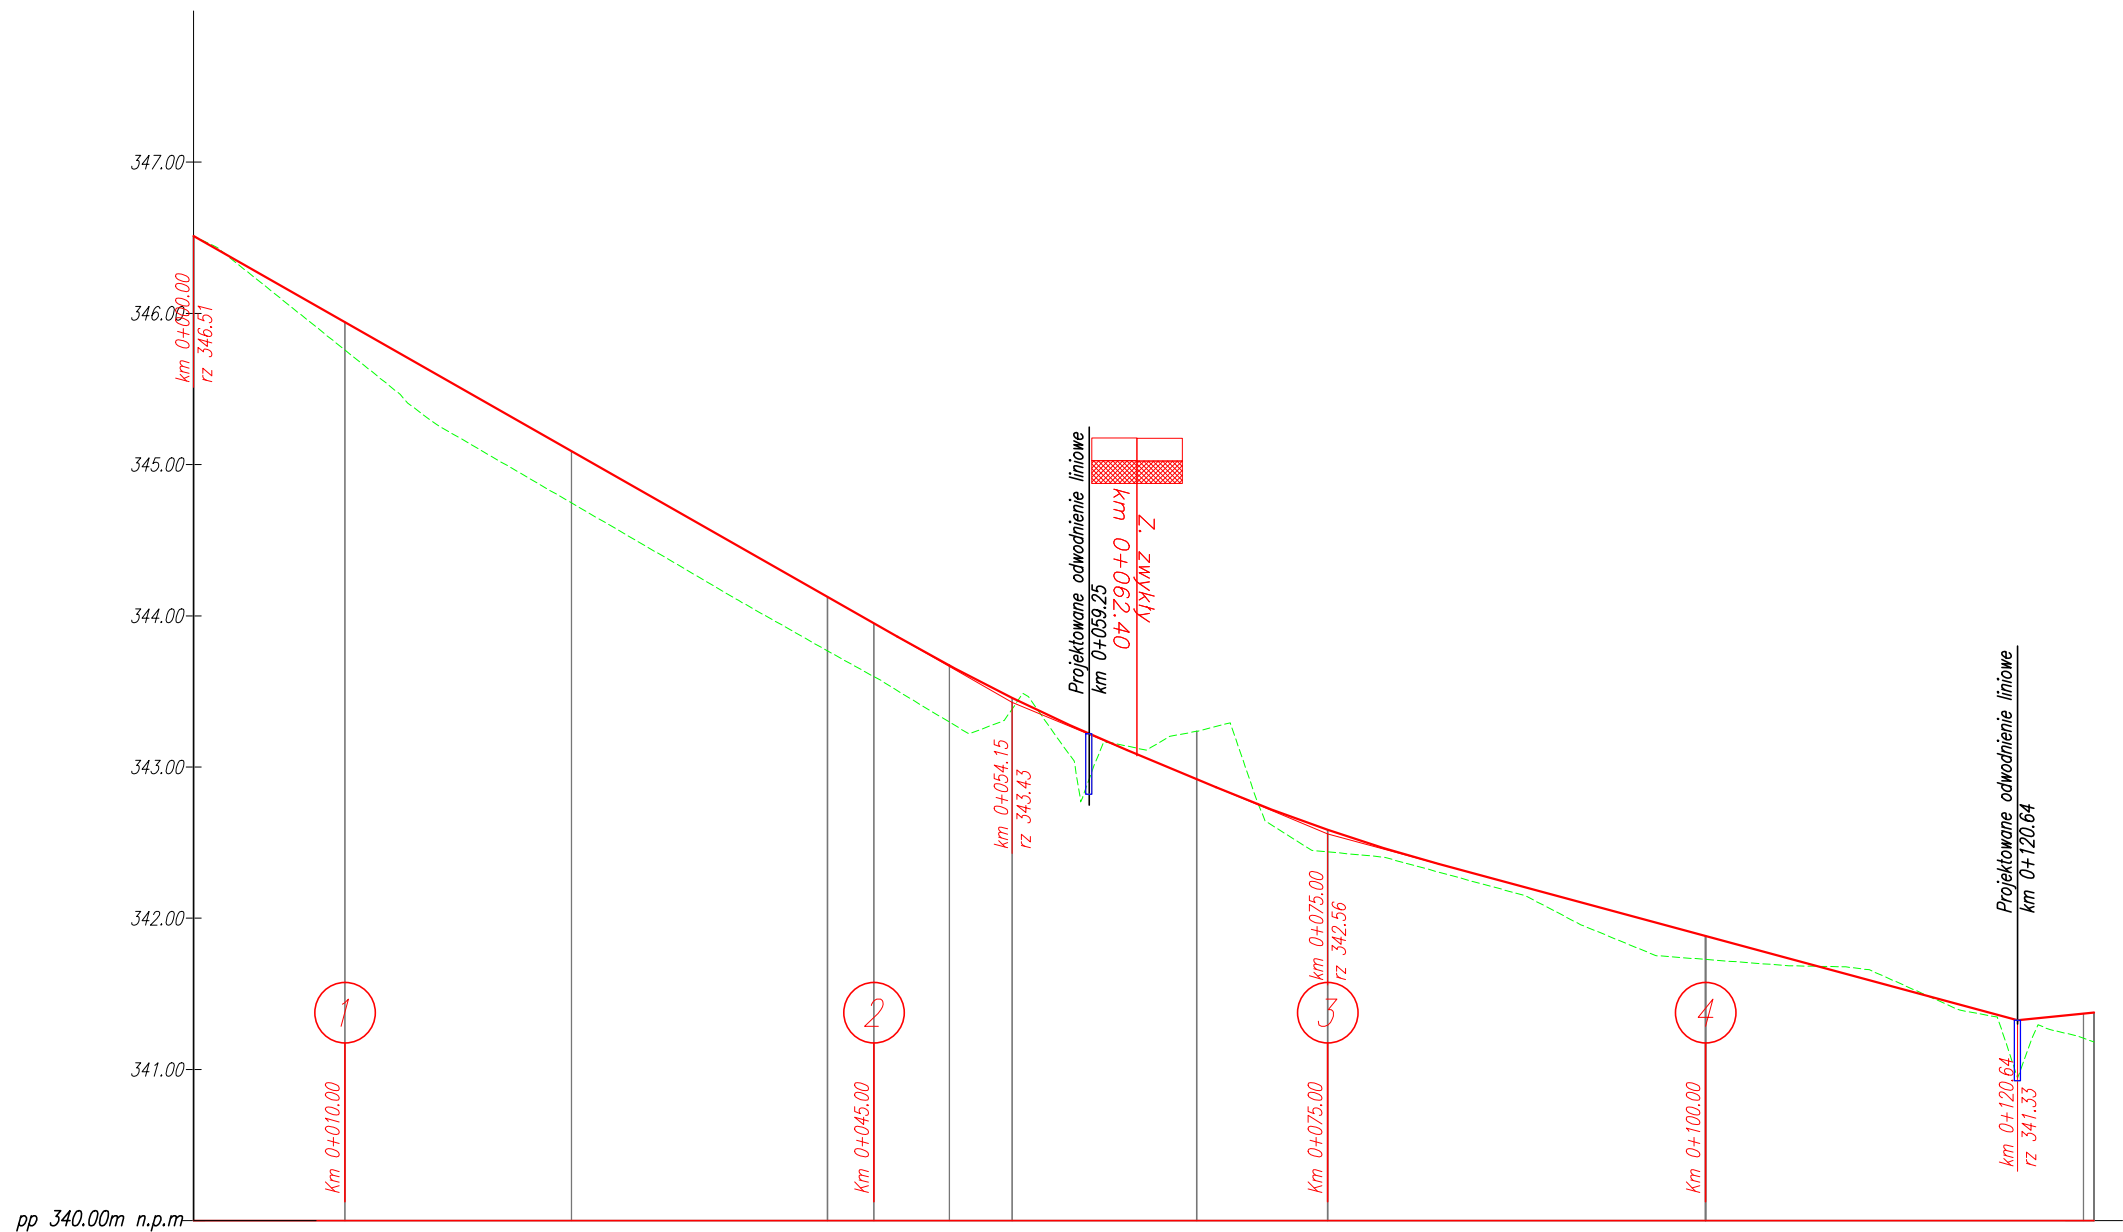 347.00
346.00
345.00
344.00
343.00
342.00
341.00
pp 340.00m n.p.m
km 0+000.00
rz 346.51
km 0+054.15
rz 343.43
Projektowane odwodnienie liniowe
km 0+059.25
Z. zwykły
km 0+062.40
km 0+075.00
rz 342.56
Projektowane odwodnienie liniowe
km 0+120.64
km 0+120.64
rz 341.33
1
Km 0+010.00
2
Km 0+045.00
3
Km 0+075.00
4
Km 0+100.00